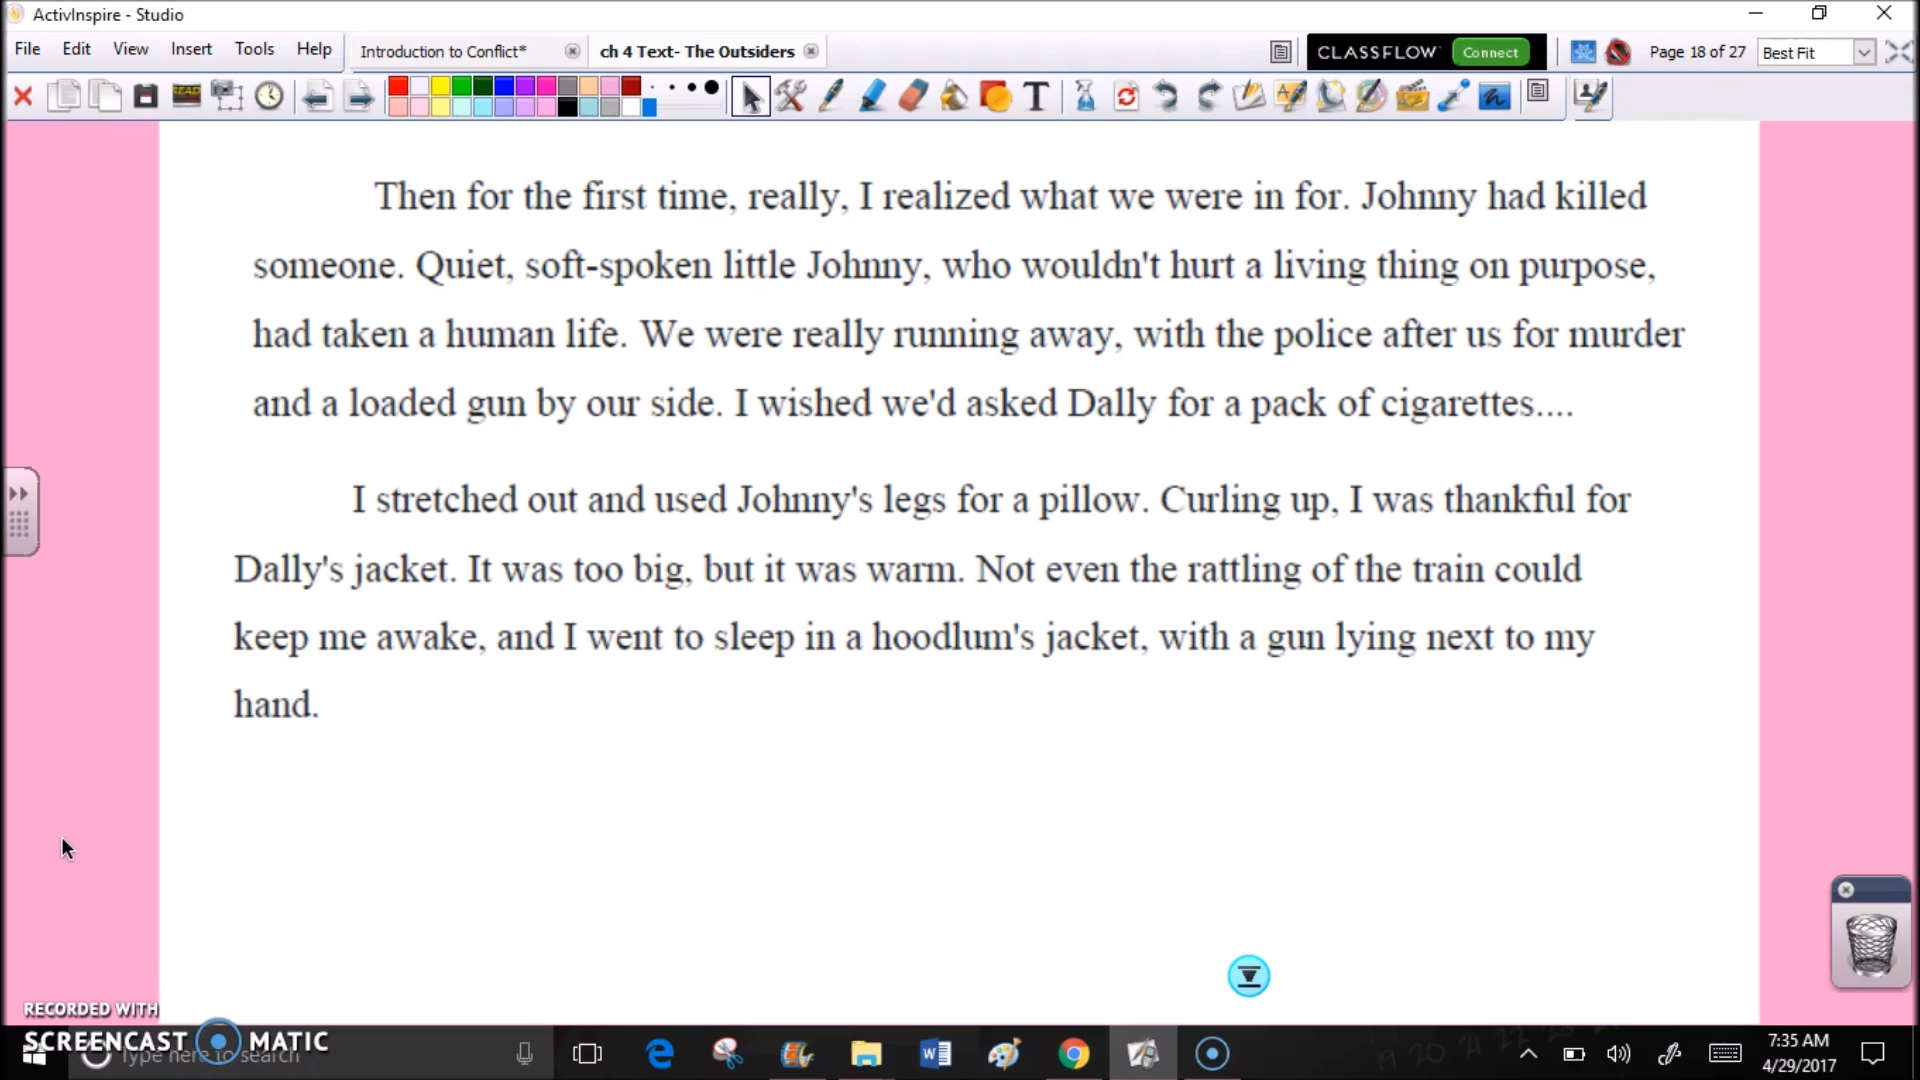 ActivInspire - Studio
File Edit View Insert Tools Help
Introduction to Conflict*
ch 4 Text- The Outsiders
CLASSFLOW Connect
Page 18 of 27
Best Fit
Then for the first time, really, I realized what we were in for. Johnny had killed
someone. Quiet, soft-spoken little Johnny, who wouldn't hurt a living thing on purpose,
had taken a human life. We were really running away, with the police after us for murder
and a loaded gun by our side. I wished we'd asked Dally for a pack of cigarettes....
I stretched out and used Johnny's legs for a pillow. Curling up, I was thankful for
Dally's jacket. It was too big, but it was warm. Not even the rattling of the train could
keep me awake, and I went to sleep in a hoodlum's jacket, with a gun lying next to my
hand.
RECORDED WITH
SCREENCAST MATIC
Type here to search
7:35 AM
4/29/2017